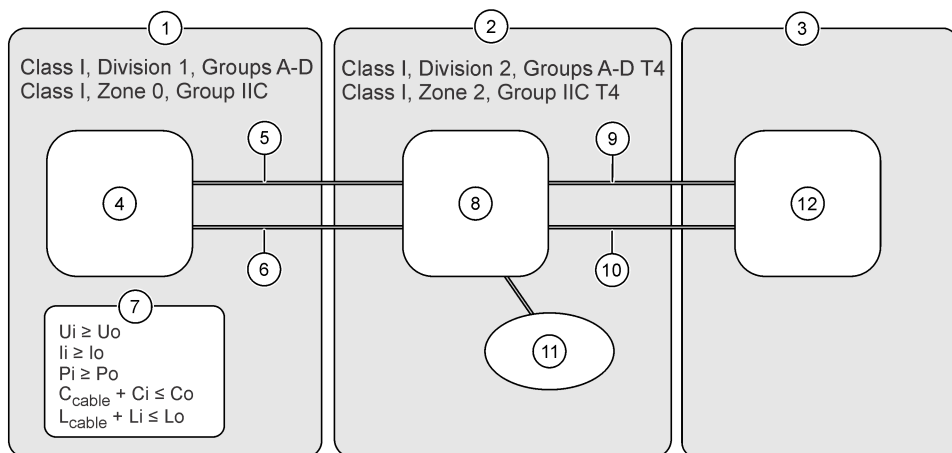 1
2
3
Class I, Division 1, Groups A-D
Class I, Zone 0, Group IIC
Class I, Division 2, Groups A-D T4
Class I, Zone 2, Group IIC T4
5
9
4
8
12
6
10
7
Ui ≥ Uo
Ii ≥ Io
Pi ≥ Po
Ccable + Ci ≤ Co
Lcable + Li ≤ Lo
11